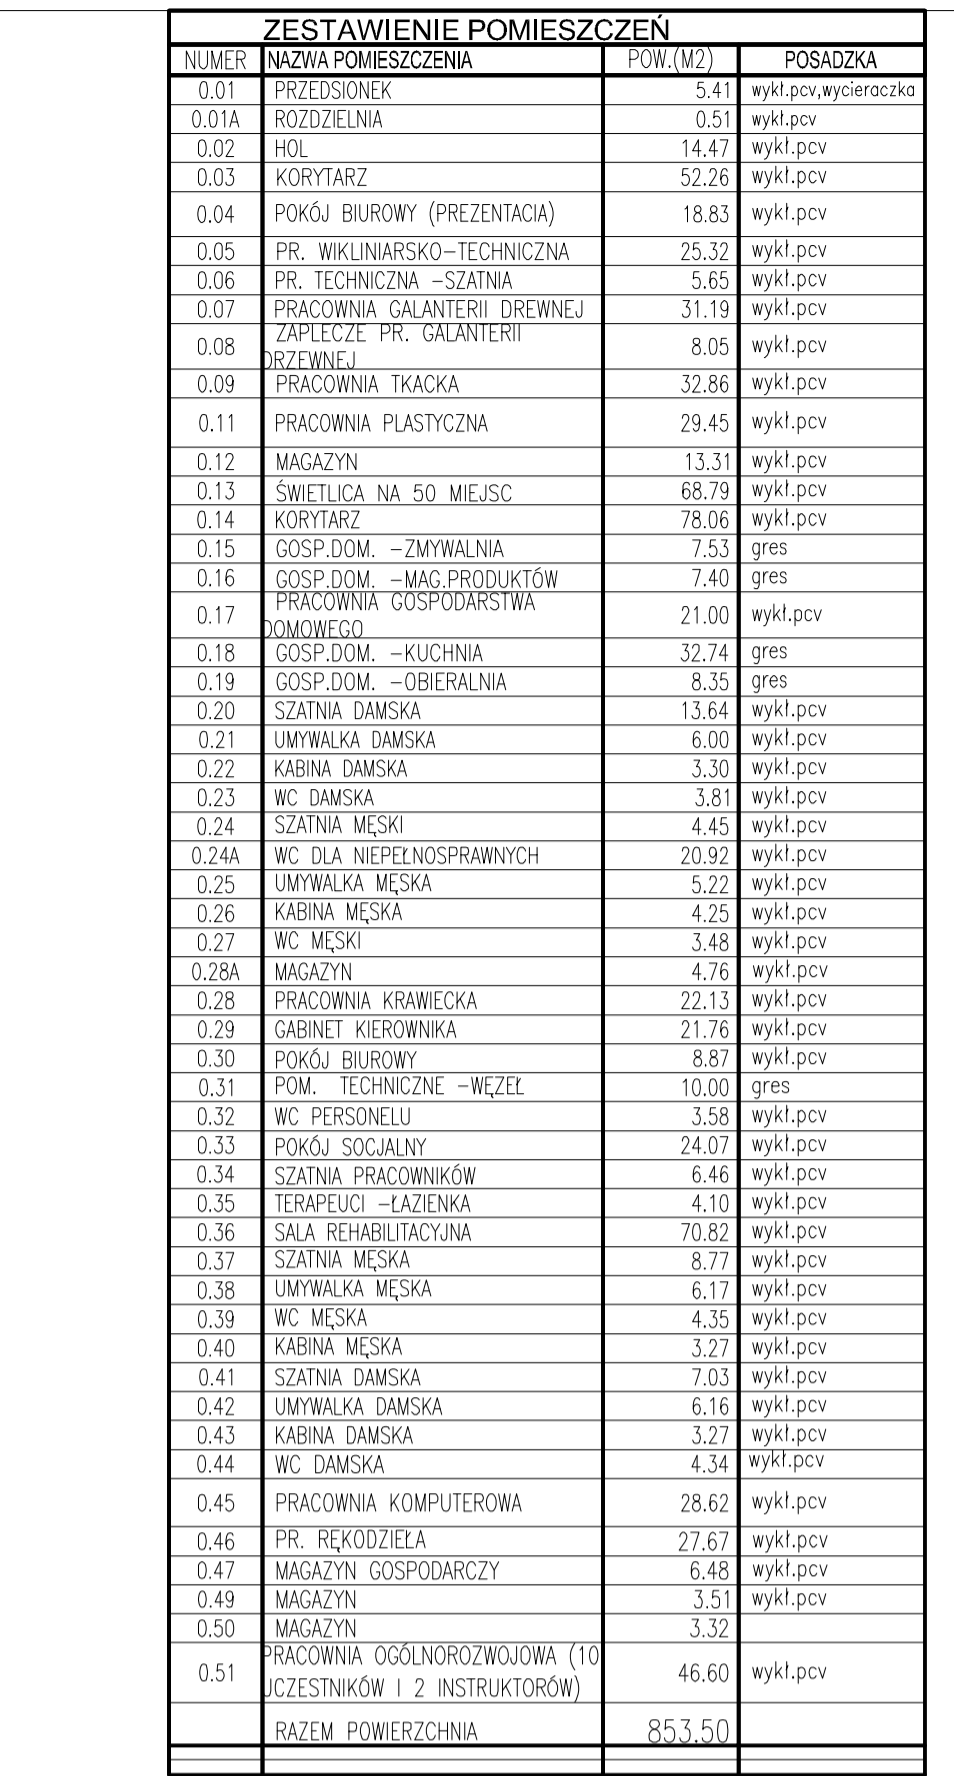 ZESTAWIENIE POMIESZCZEŃ
NUMER NAZWA POMIESZCZENIA POW.(M2) POSADZKA
0.01 PRZEDSIONEK 5.41 wykł.pcv,wycieraczka
0.01A ROZDZIELNIA 0.51 wykł.pcv
0.02 HOL 14.47 wykł.pcv
0.03 KORYTARZ 52.26 wykł.pcv
0.04 POKÓJ BIUROWY (PREZENTACIA) 18.83 wykł.pcv
0.05 PR. WIKLINIARSKO-TECHNICZNA 25.32 wykł.pcv
0.06 PR. TECHNICZNA -SZATNIA 5.65 wykł.pcv
0.07 PRACOWNIA GALANTERII DREWNEJ 31.19 wykł.pcv
0.08 ZAPLECZE PR. GALANTERII
DRZEWNEJ 8.05 wykł.pcv
0.09 PRACOWNIA TKACKA 32.86 wykł.pcv
0.11 PRACOWNIA PLASTYCZNA 29.45 wykł.pcv
0.12 MAGAZYN 13.31 wykł.pcv
0.13 ŚWIETLICA NA 50 MIEJSC 68.79 wykł.pcv
0.14 KORYTARZ 78.06 wykł.pcv
0.15 GOSP.DOM. -ZMYWALNIA 7.53 gres
0.16 GOSP.DOM. -MAG.PRODUKTÓW 7.40 gres
0.17 PRACOWNIA GOSPODARSTWA
DOMOWEGO 21.00 wykł.pcv
0.18 GOSP.DOM. -KUCHNIA 32.74 gres
0.19 GOSP.DOM. -OBIERALNIA 8.35 gres
0.20 SZATNIA DAMSKA 13.64 wykł.pcv
0.21 UMYWALKA DAMSKA 6.00 wykł.pcv
0.22 KABINA DAMSKA 3.30 wykł.pcv
0.23 WC DAMSKA 3.81 wykł.pcv
0.24 SZATNIA MĘSKI 4.45 wykł.pcv
0.24A WC DLA NIEPEŁNOSPRAWNYCH 20.92 wykł.pcv
0.25 UMYWALKA MĘSKA 5.22 wykł.pcv
0.26 KABINA MĘSKA 4.25 wykł.pcv
0.27 WC MĘSKI 3.48 wykł.pcv
0.28A MAGAZYN 4.76 wykł.pcv
0.28 PRACOWNIA KRAWIECKA 22.13 wykł.pcv
0.29 GABINET KIEROWNIKA 21.76 wykł.pcv
0.30 POKÓJ BIUROWY 8.87 wykł.pcv
0.31 POM. TECHNICZNE -WĘZEŁ 10.00 gres
0.32 WC PERSONELU 3.58 wykł.pcv
0.33 POKÓJ SOCJALNY 24.07 wykł.pcv
0.34 SZATNIA PRACOWNIKÓW 6.46 wykł.pcv
0.35 TERAPEUCI -ŁAZIENKA 4.10 wykł.pcv
0.36 SALA REHABILITACYJNA 70.82 wykł.pcv
0.37 SZATNIA MĘSKA 8.77 wykł.pcv
0.38 UMYWALKA MĘSKA 6.17 wykł.pcv
0.39 WC MĘSKA 4.35 wykł.pcv
0.40 KABINA MĘSKA 3.27 wykł.pcv
0.41 SZATNIA DAMSKA 7.03 wykł.pcv
0.42 UMYWALKA DAMSKA 6.16 wykł.pcv
0.43 KABINA DAMSKA 3.27 wykł.pcv
0.44 WC DAMSKA 4.34 wykł.pcv
0.45 PRACOWNIA KOMPUTEROWA 28.62 wykł.pcv
0.46 PR. RĘKODZIEŁA 27.67 wykł.pcv
0.47 MAGAZYN GOSPODARCZY 6.48 wykł.pcv
0.49 MAGAZYN 3.51 wykł.pcv
0.50 MAGAZYN 3.32
0.51 PRACOWNIA OGÓLNOROZWOJOWA (10
UCZESTNIKÓW I 2 INSTRUKTORÓW) 46.60 wykł.pcv
RAZEM POWIERZCHNIA 853.50